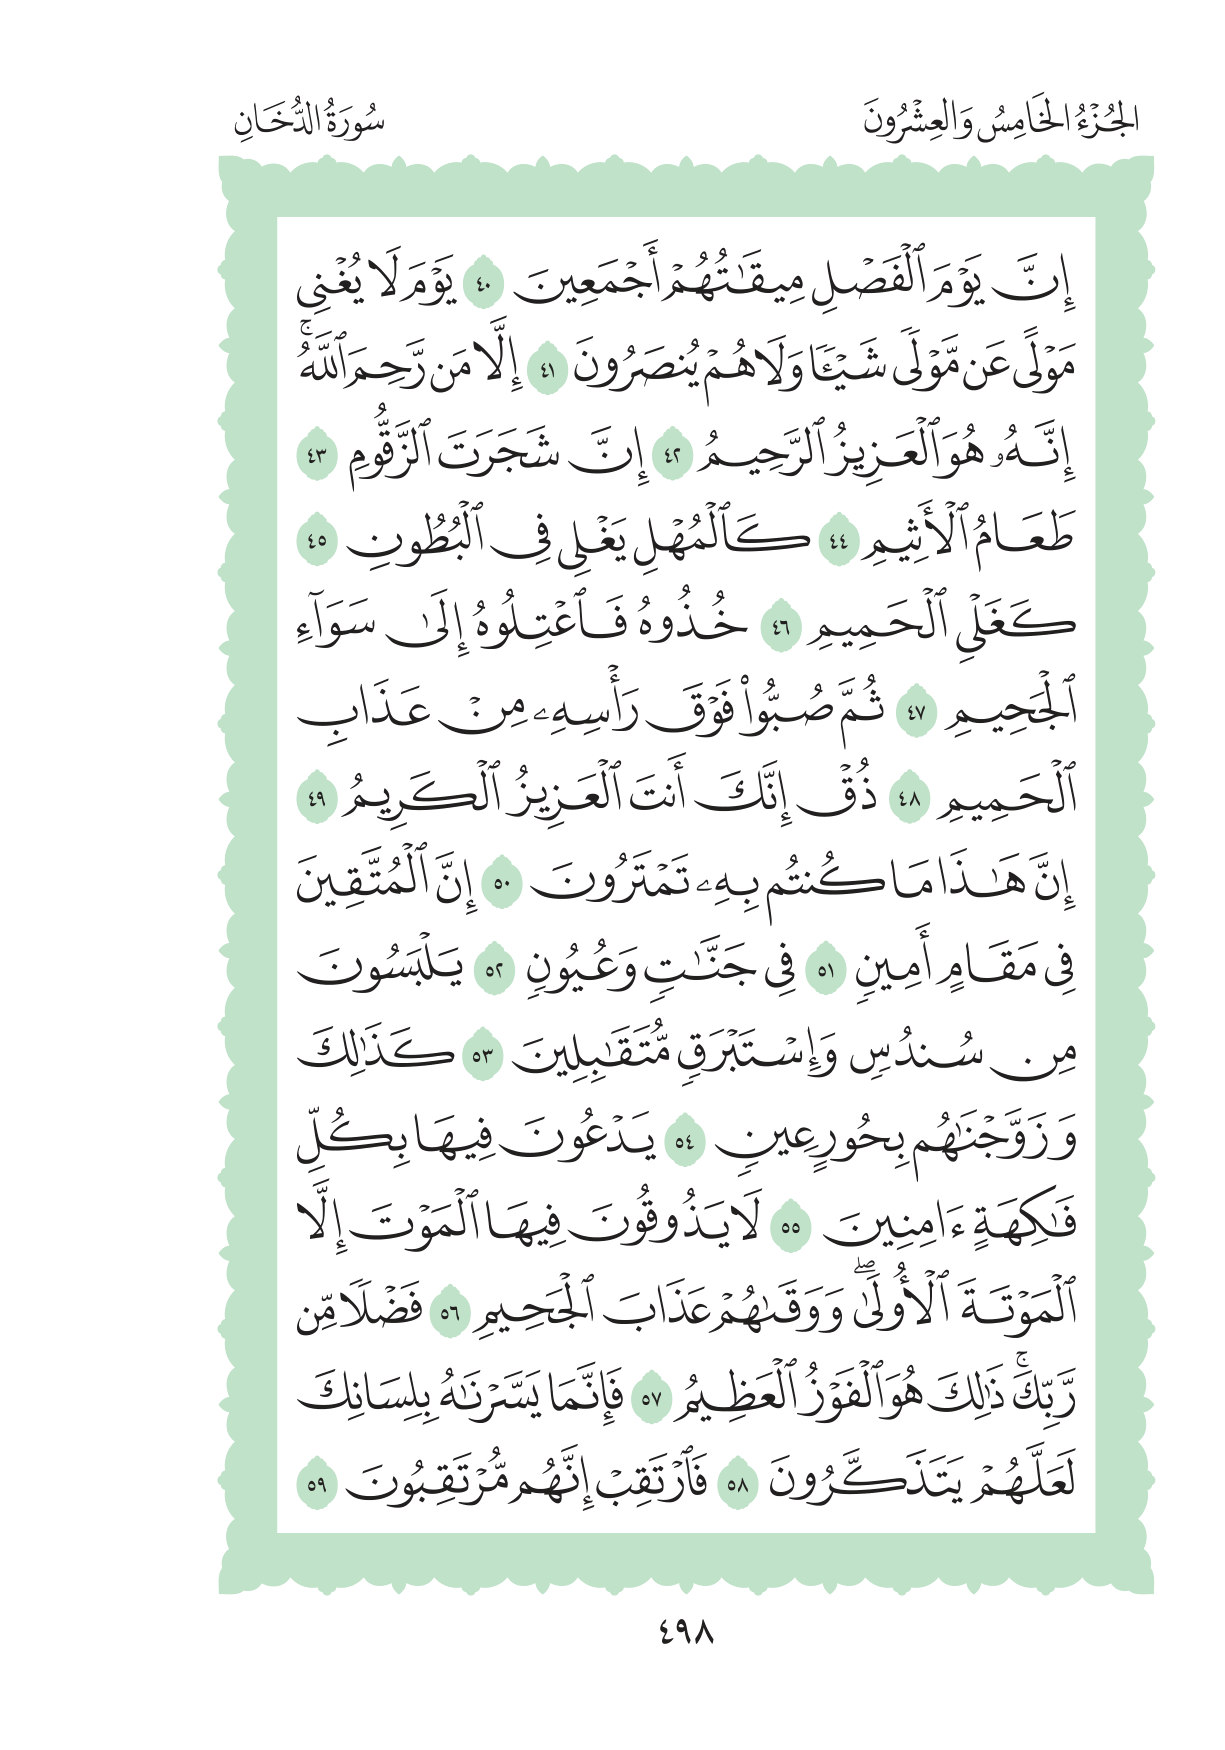 الجُزْءُ الخَامِسُ وَالعِشْرُونَ
سُورَةُ الدُّخَانِ
إِنَّ يَوْمَ ٱلْفَصْلِ مِيقَـٰتُهُمْ أَجْمَعِينَ ٤٠ يَوْمَ لَا يُغْنِى
مَوْلًى عَن مَّوْلًى شَيْـًٔا وَلَا هُمْ يُنصَرُونَ ٤١ إِلَّا مَن رَّحِمَ ٱللَّهُ ۚ
إِنَّهُۥ هُوَ ٱلْعَزِيزُ ٱلرَّحِيمُ ٤٢ إِنَّ شَجَرَتَ ٱلزَّقُّومِ ٤٣
طَعَامُ ٱلْأَثِيمِ ٤٤ كَٱلْمُهْلِ يَغْلِى فِى ٱلْبُطُونِ ٤٥
كَغَلْىِ ٱلْحَمِيمِ ٤٦ خُذُوهُ فَٱعْتِلُوهُ إِلَىٰ سَوَآءِ
ٱلْجَحِيمِ ٤٧ ثُمَّ صُبُّوا۟ فَوْقَ رَأْسِهِۦ مِنْ عَذَابِ
ٱلْحَمِيمِ ٤٨ ذُقْ إِنَّكَ أَنتَ ٱلْعَزِيزُ ٱلْكَرِيمُ ٤٩
إِنَّ هَـٰذَا مَا كُنتُم بِهِۦ تَمْتَرُونَ ٥٠ إِنَّ ٱلْمُتَّقِينَ
فِى مَقَامٍ أَمِينٍ ٥١ فِى جَنَّـٰتٍ وَعُيُونٍ ٥٢ يَلْبَسُونَ
مِن سُندُسٍ وَإِسْتَبْرَقٍ مُّتَقَـٰبِلِينَ ٥٣ كَذَٰلِكَ
وَزَوَّجْنَـٰهُم بِحُورٍ عِينٍ ٥٤ يَدْعُونَ فِيهَا بِكُلِّ
فَـٰكِهَةٍ ءَامِنِينَ ٥٥ لَا يَذُوقُونَ فِيهَا ٱلْمَوْتَ إِلَّا
ٱلْمَوْتَةَ ٱلْأُولَىٰ ۖ وَوَقَىٰهُمْ عَذَابَ ٱلْجَحِيمِ ٥٦ فَضْلًا مِّن
رَّبِّكَ ۚ ذَٰلِكَ هُوَ ٱلْفَوْزُ ٱلْعَظِيمُ ٥٧ فَإِنَّمَا يَسَّرْنَـٰهُ بِلِسَانِكَ
لَعَلَّهُمْ يَتَذَكَّرُونَ ٥٨ فَٱرْتَقِبْ إِنَّهُم مُّرْتَقِبُونَ ٥٩
٤٩٨